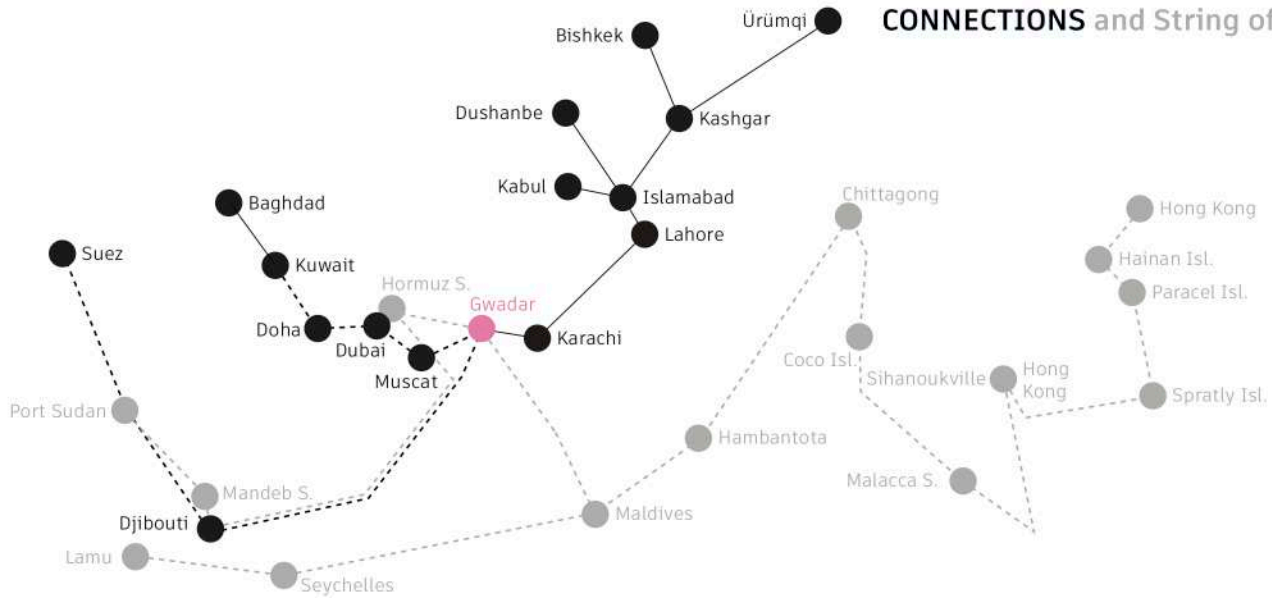 CONNECTIONS and String of
Ürümqi
Bishkek
Dushanbe
Kashgar
Kabul
Islamabad
Lahore
Chittagong
Baghdad
Hong Kong
Suez
Kuwait
Hainan Isl.
Hormuz S.
Paracel Isl.
Gwadar
Doha
Dubai
Karachi
Muscat
Coco Isl.
Sihanoukville
Hong
Kong
Spratly Isl.
Port Sudan
Hambantota
Mandeb S.
Malacca S.
Djibouti
Maldives
Lamu
Seychelles